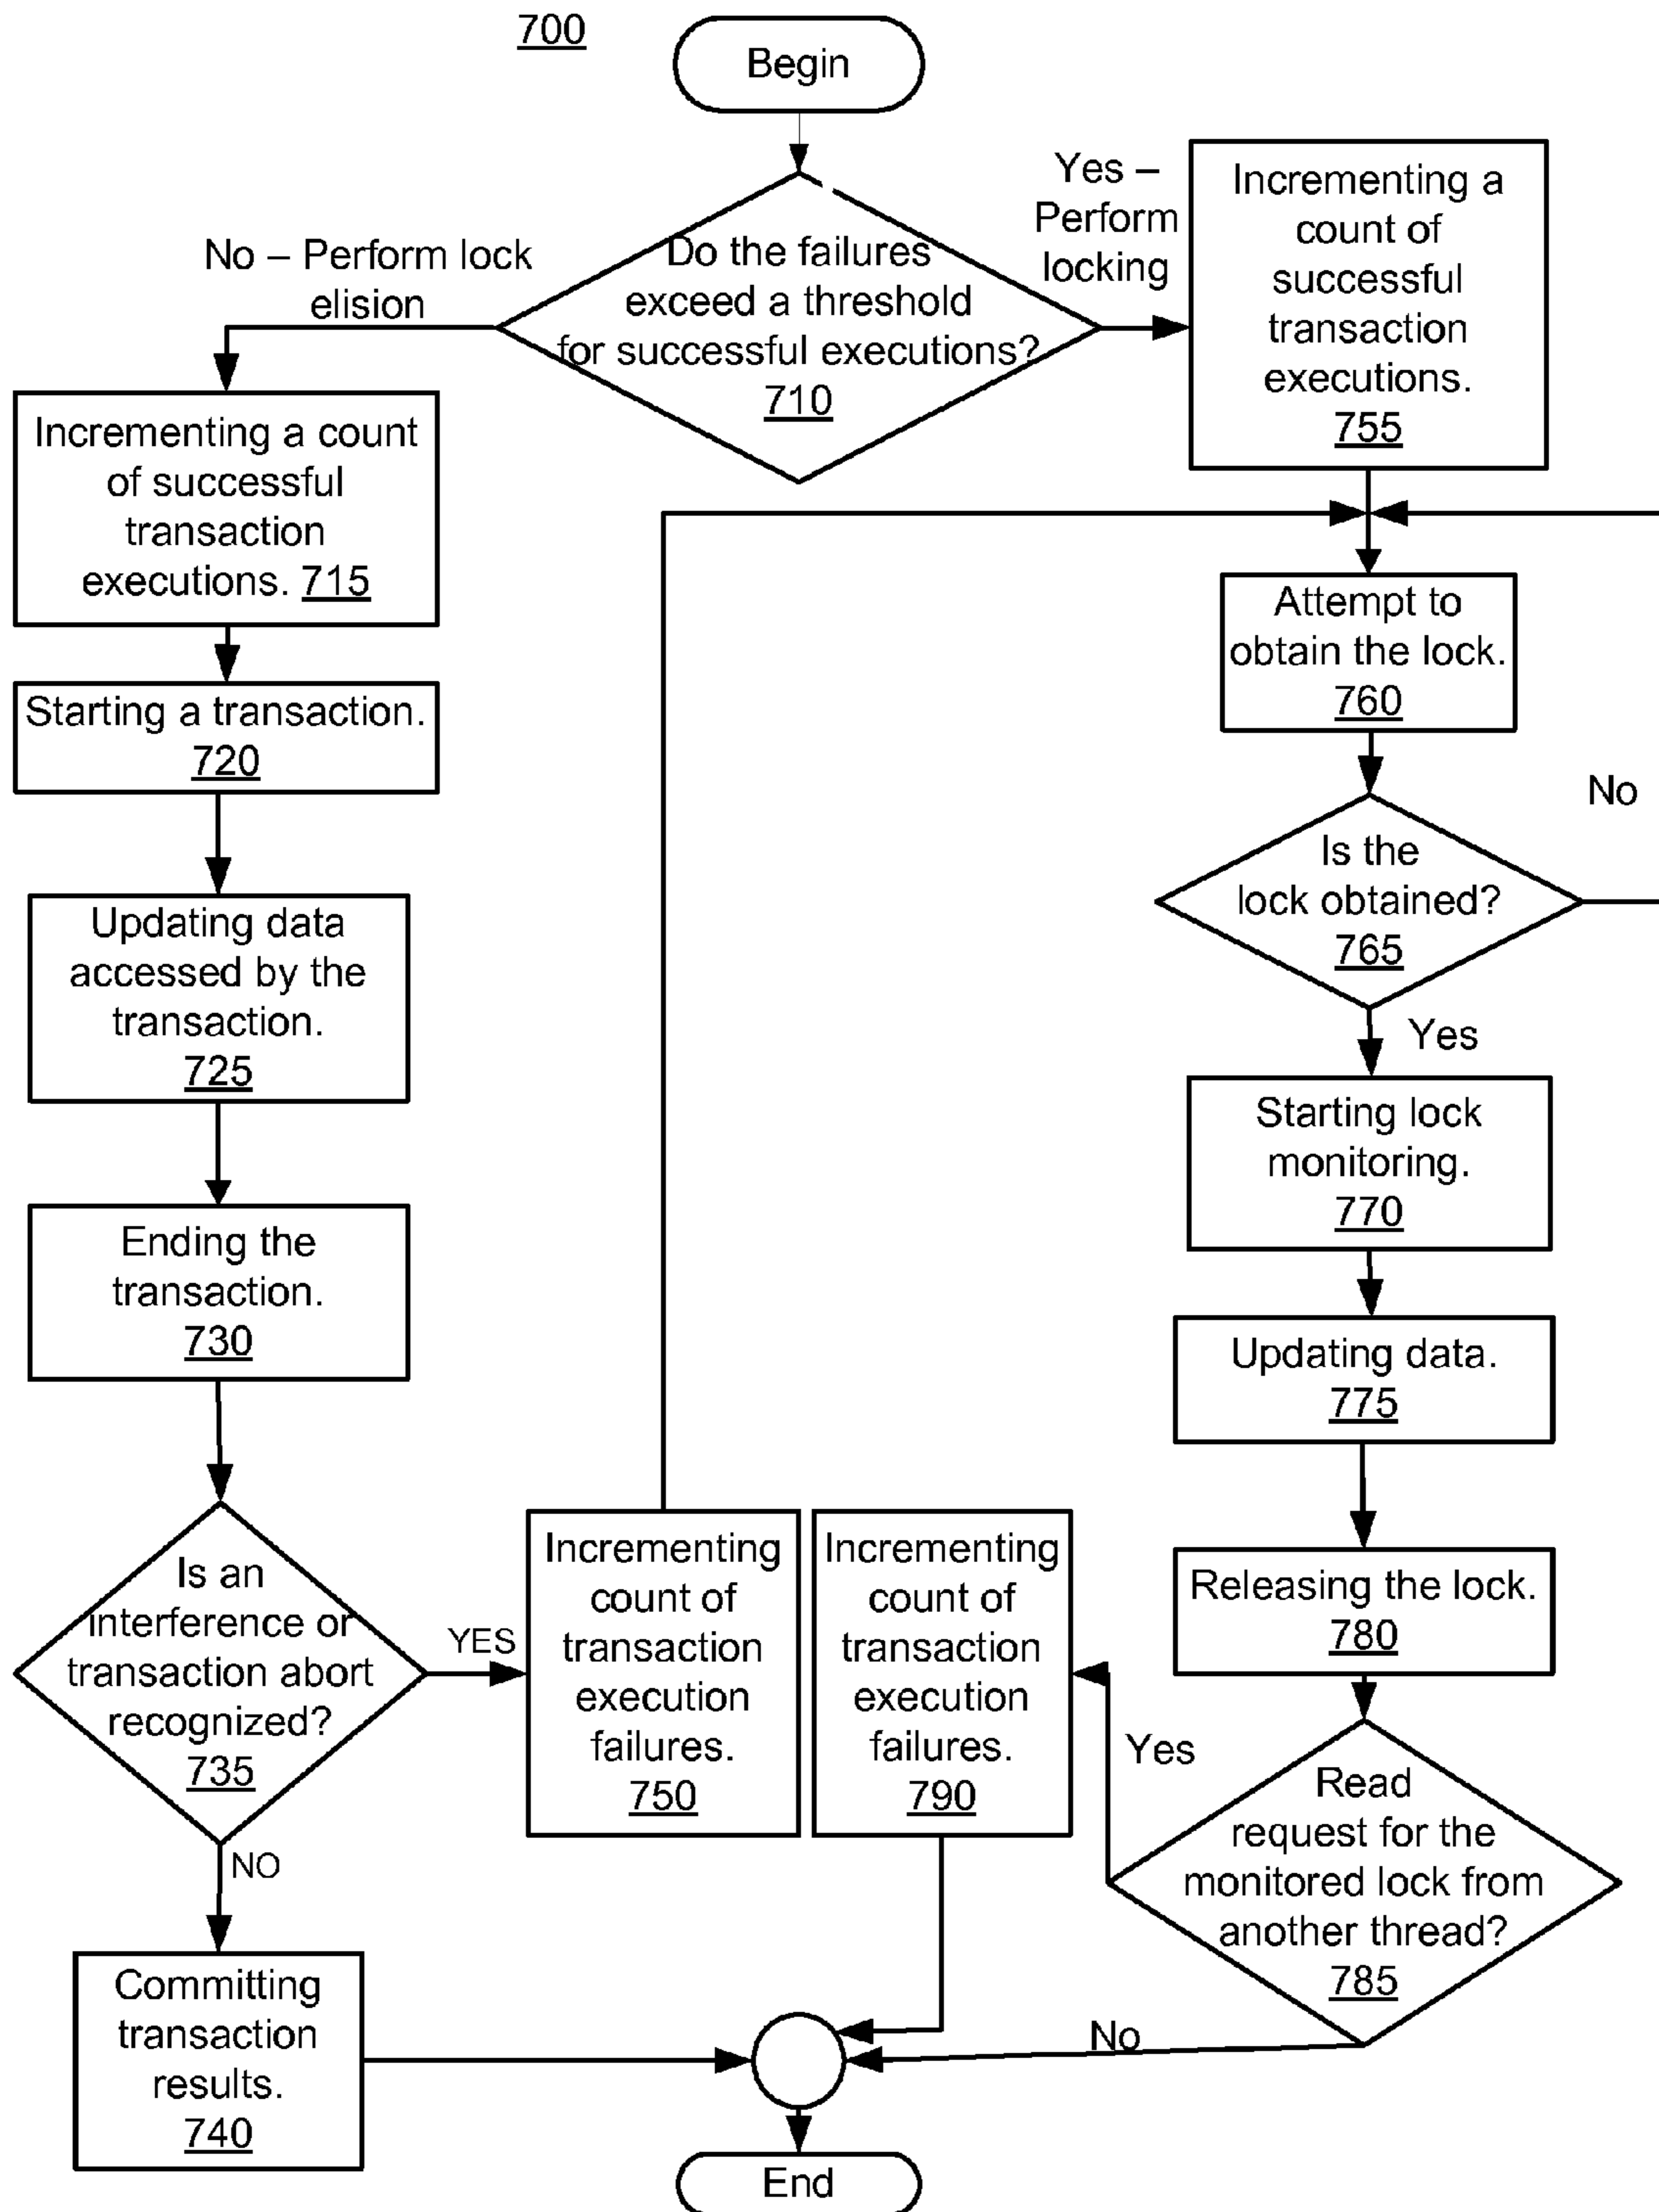 700
Begin
Do the failures
exceed a threshold
for successful executions?
710
No – Perform lock
elision
Yes –
Perform
locking
Incrementing a count
of successful
transaction
executions. 715
Starting a transaction.
720
Updating data
accessed by the
transaction.
725
Ending the
transaction.
730
Is an
interference or
transaction abort
recognized?
735
YES
NO
Committing
transaction
results.
740
Incrementing
count of
transaction
execution
failures.
750
Incrementing a
count of
successful
transaction
executions.
755
Attempt to
obtain the lock.
760
Is the
lock obtained?
765
No
Yes
Starting lock
monitoring.
770
Updating data.
775
Releasing the lock.
780
Read
request for the
monitored lock from
another thread?
785
Yes
No
Incrementing
count of
transaction
execution
failures.
790
End